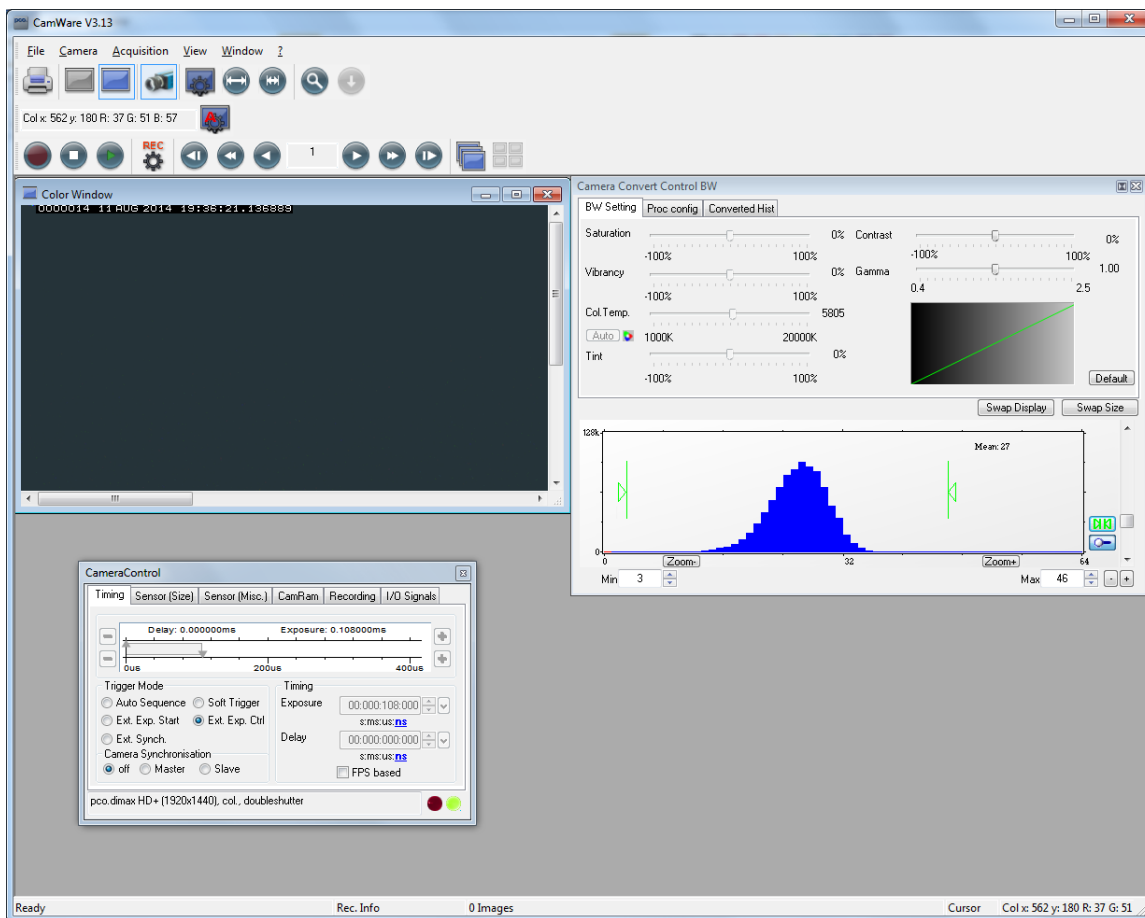 pco. CamWare V3.13
File Camera Acquisition View Window ?
Col x: 562 y: 180 R: 37 G: 51 B: 57
REC
1
Color Window
0000014 11 AUG 2014 19:36:21.136889
Camera Convert Control BW
BW Setting Proc config Converted Hist
Saturation 0% Contrast 0%
-100% 100% -100% 100%
Vibrancy 0% Gamma 1.00
-100% 100% 0.4 2.5
Col.Temp. 5805
Auto 1000K 20000K
Tint 0%
-100% 100%
Default
Swap Display Swap Size
128k
Mean: 27
0
0 Zoom- 32 Zoom+ 64
Min 3 Max 46 - +
CameraControl
Timing Sensor (Size) Sensor (Misc.) CamRam Recording I/O Signals
Delay: 0.000000ms Exposure: 0.108000ms
0us 200us 400us
Trigger Mode Timing
Auto Sequence Soft Trigger Exposure 00:000:108:000
Ext. Exp. Start Ext. Exp. Ctrl s:ms:us:ns
Ext. Synch. Delay 00:000:000:000
Camera Synchronisation s:ms:us:ns
off Master Slave FPS based
pco.dimax HD+ (1920x1440), col., doubleshutter
Ready Rec. Info 0 Images Cursor Col x: 562 y: 180 R: 37 G: 51